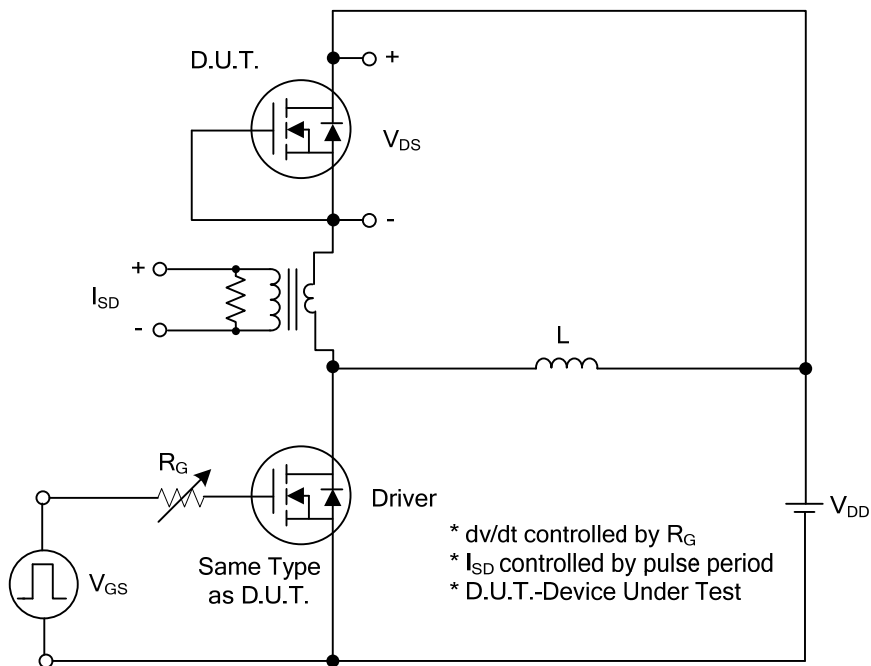 D.U.T.
+
V_DS
-
+
I_SD
-
L
R_G
Driver
V_DD
V_GS
Same Type
as D.U.T.
* dv/dt controlled by R_G
* I_SD controlled by pulse period
* D.U.T.-Device Under Test